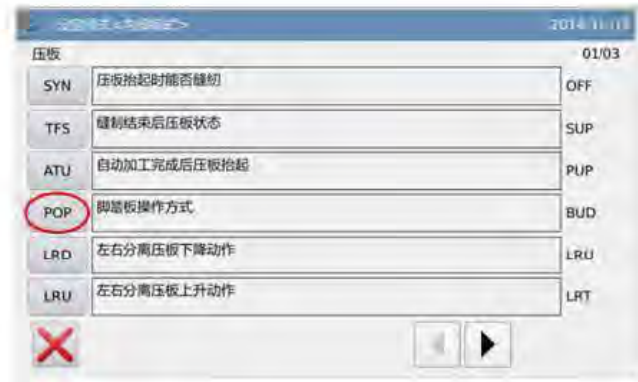 压板 01/03
SYN 压板抬起时能否缝纫 OFF
TFS 缝制结束后压板状态 SUP
ATU 自动加工完成后压板抬起 PUP
POP 脚踏板操作方式 BUD
LRD 左右分离压板下降动作 LRU
LRU 左右分离压板上升动作 LRT